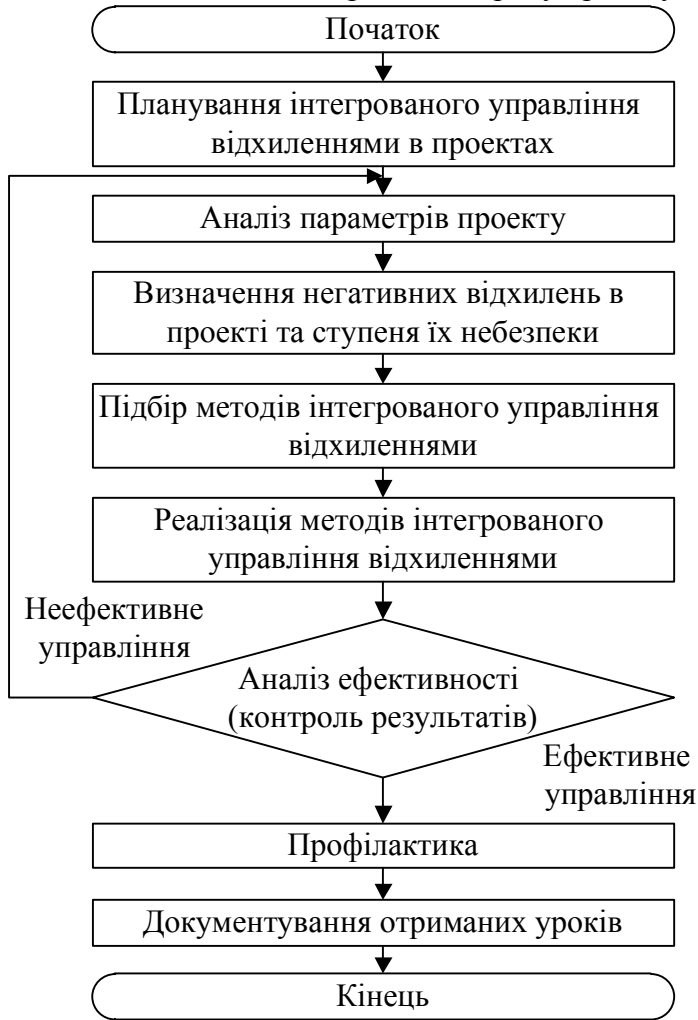 Початок
Планування інтегрованого управління
відхиленнями в проектах
Аналіз параметрів проекту
Визначення негативних відхилень в
проекті та ступеня їх небезпеки
Підбір методів інтегрованого управління
відхиленнями
Реалізація методів інтегрованого
управління відхиленнями
Неефективне
управління
Аналіз ефективності
(контроль результатів)
Ефективне
управління
Профілактика
Документування отриманих уроків
Кінець